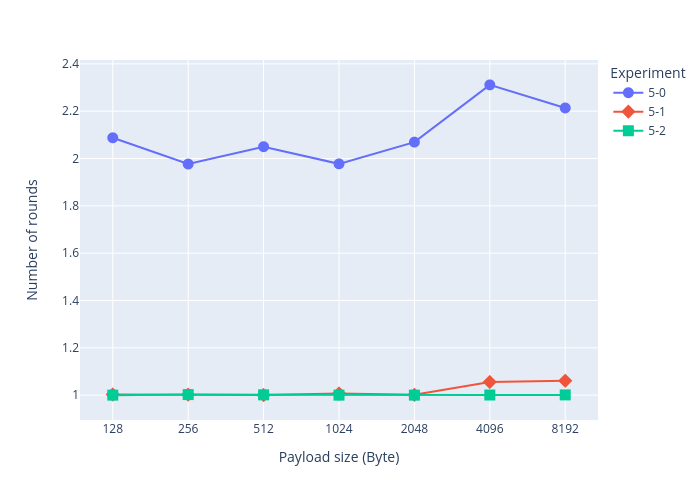 Experiment
5-0
5-1
5-2
Number of rounds
2.4
2.2
2
1.8
1.6
1.4
1.2
1
128 256 512 1024 2048 4096 8192
Payload size (Byte)